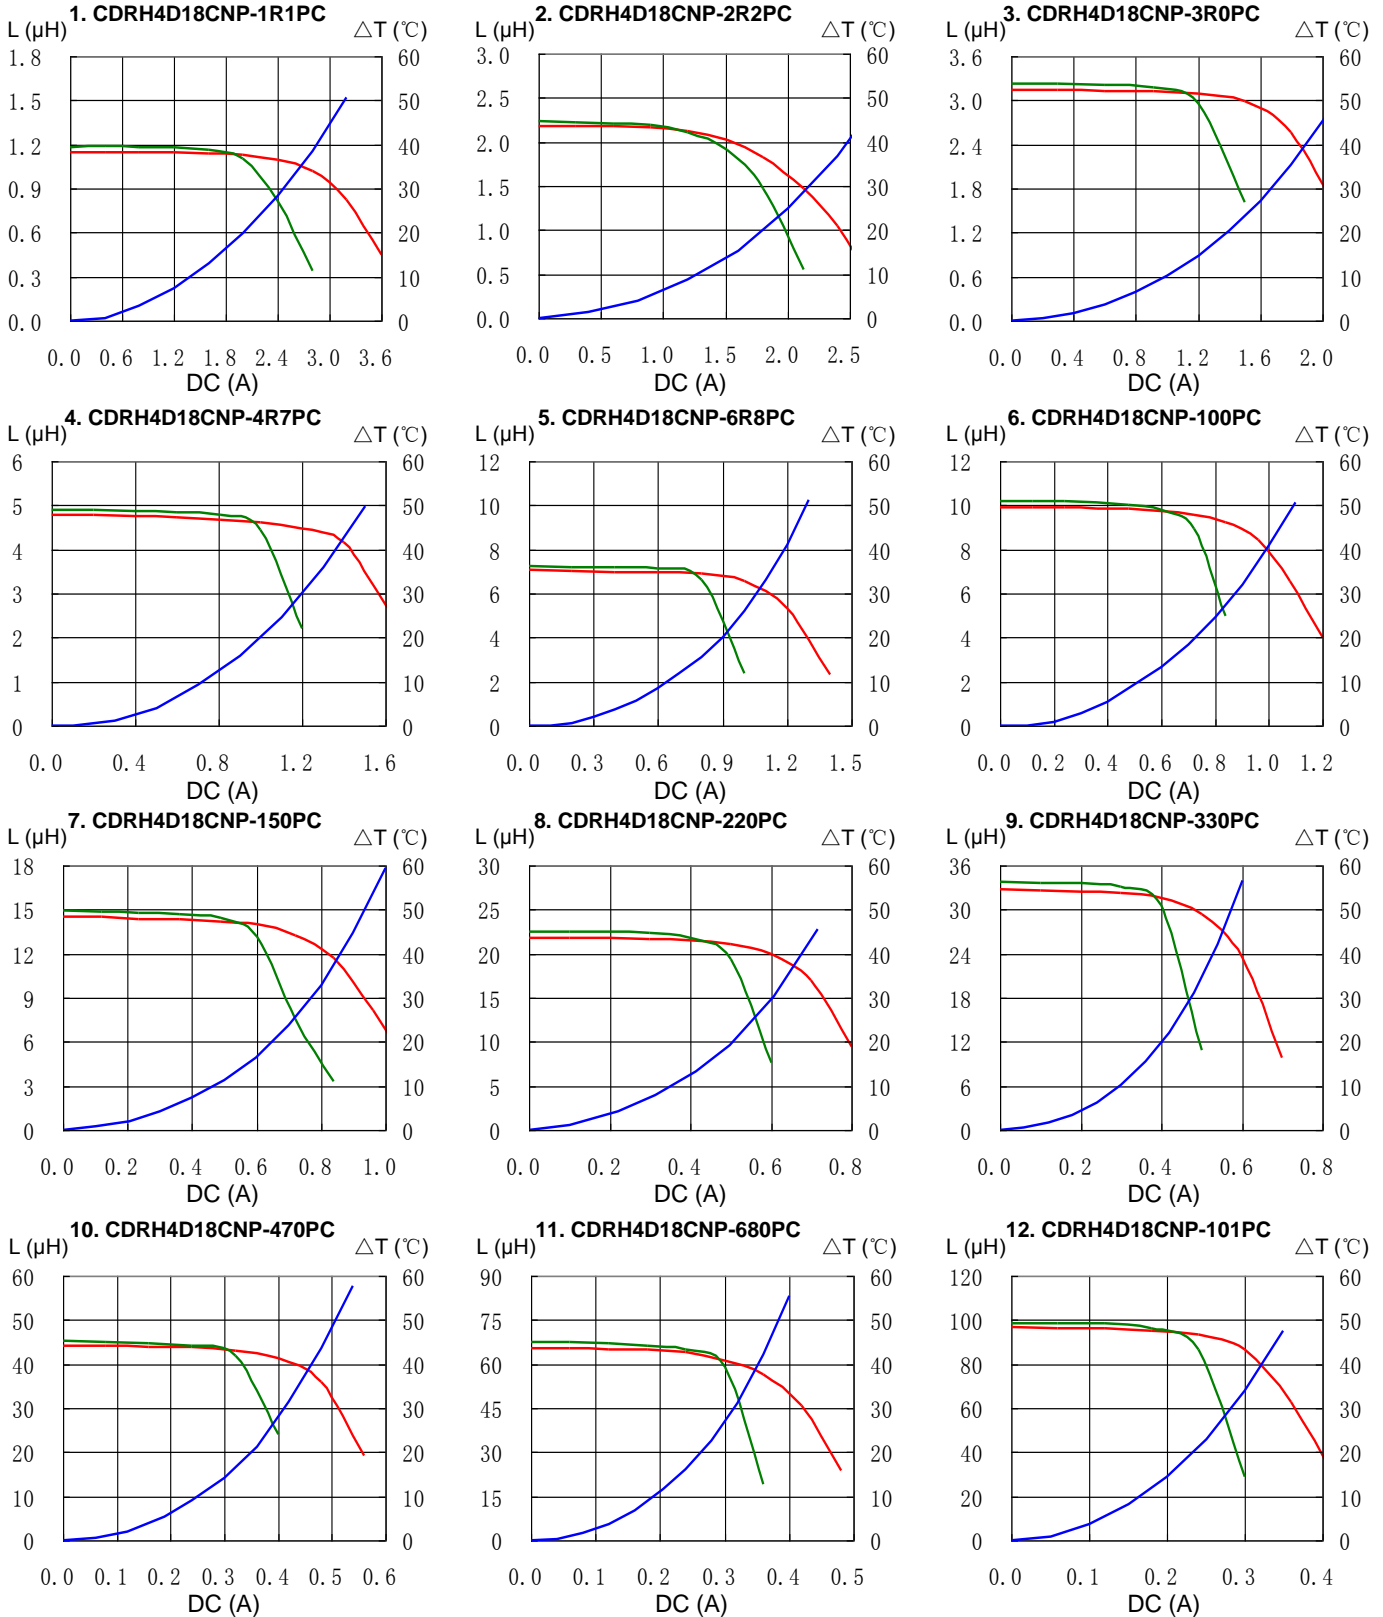 1. CDRH4D18CNP-1R1PC
L (μH) △T (℃)
1.8 60
1.5 50
1.2 40
0.9 30
0.6 20
0.3 10
0.0 0
0.0 0.6 1.2 1.8 2.4 3.0 3.6
DC (A)
2. CDRH4D18CNP-2R2PC
L (μH) △T (℃)
3.0 60
2.5 50
2.0 40
1.5 30
1.0 20
0.5 10
0.0 0
0.0 0.5 1.0 1.5 2.0 2.5
DC (A)
3. CDRH4D18CNP-3R0PC
L (μH) △T (℃)
3.6 60
3.0 50
2.4 40
1.8 30
1.2 20
0.6 10
0.0 0
0.0 0.4 0.8 1.2 1.6 2.0
DC (A)
4. CDRH4D18CNP-4R7PC
L (μH) △T (℃)
6 60
5 50
4 40
3 30
2 20
1 10
0 0
0.0 0.4 0.8 1.2 1.6
DC (A)
5. CDRH4D18CNP-6R8PC
L (μH) △T (℃)
12 60
10 50
8 40
6 30
4 20
2 10
0 0
0.0 0.3 0.6 0.9 1.2 1.5
DC (A)
6. CDRH4D18CNP-100PC
L (μH) △T (℃)
12 60
10 50
8 40
6 30
4 20
2 10
0 0
0.0 0.2 0.4 0.6 0.8 1.0 1.2
DC (A)
7. CDRH4D18CNP-150PC
L (μH) △T (℃)
18 60
15 50
12 40
9 30
6 20
3 10
0 0
0.0 0.2 0.4 0.6 0.8 1.0
DC (A)
8. CDRH4D18CNP-220PC
L (μH) △T (℃)
30 60
25 50
20 40
15 30
10 20
5 10
0 0
0.0 0.2 0.4 0.6 0.8
DC (A)
9. CDRH4D18CNP-330PC
L (μH) △T (℃)
36 60
30 50
24 40
18 30
12 20
6 10
0 0
0.0 0.2 0.4 0.6 0.8
DC (A)
10. CDRH4D18CNP-470PC
L (μH) △T (℃)
60 60
50 50
40 40
30 30
20 20
10 10
0 0
0.0 0.1 0.2 0.3 0.4 0.5 0.6
DC (A)
11. CDRH4D18CNP-680PC
L (μH) △T (℃)
90 60
75 50
60 40
45 30
30 20
15 10
0 0
0.0 0.1 0.2 0.3 0.4 0.5
DC (A)
12. CDRH4D18CNP-101PC
L (μH) △T (℃)
120 60
100 50
80 40
60 30
40 20
20 10
0 0
0.0 0.1 0.2 0.3 0.4
DC (A)